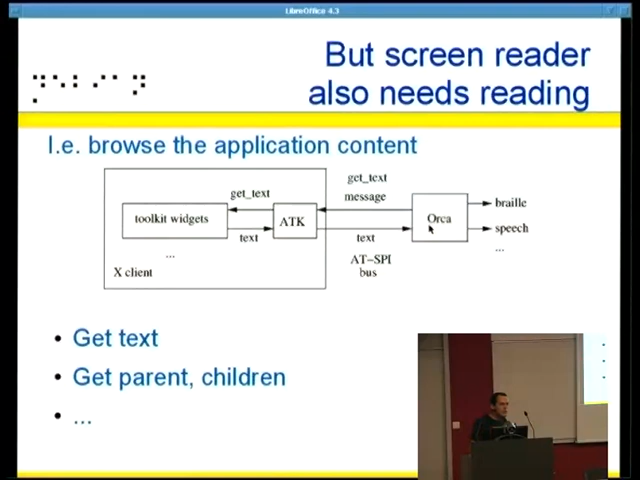 LibreOffice 4.3
But screen reader
also needs reading
I.e. browse the application content
get_text
get_text
message
toolkit widgets
ATK
Orca
braille
speech
text
text
...
...
AT-SPI
bus
X client
• Get text
• Get parent, children
• ...